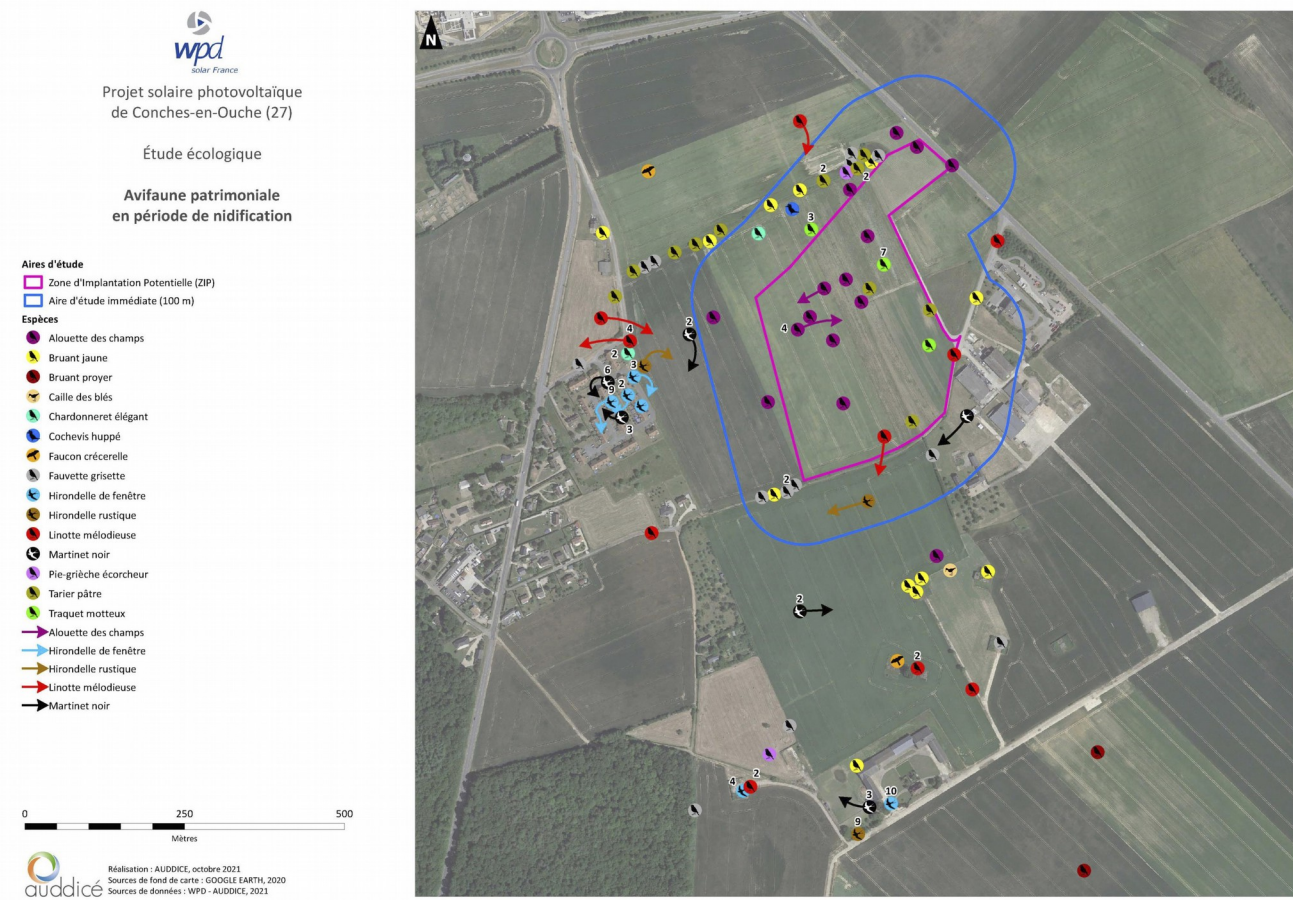 wpd
solar France
Projet solaire photovoltaïque
de Conches-en-Ouche (27)
Étude écologique
Avifaune patrimoniale
en période de nidification
Aires d'étude
Zone d'Implantation Potentielle (ZIP)
Aire d'étude immédiate (100 m)
Espèces
Alouette des champs
Bruant jaune
Bruant proyer
Caille des blés
Chardonneret élégant
Cochevis huppé
Faucon crécerelle
Fauvette grisette
Hirondelle de fenêtre
Hirondelle rustique
Linotte mélodieuse
Martinet noir
Pie-grièche écorcheur
Tarier pâtre
Traquet motteux
Alouette des champs
Hirondelle de fenêtre
Hirondelle rustique
Linotte mélodieuse
Martinet noir
0 250 500
Mètres
auddicé
Réalisation : AUDDICE, octobre 2021
Sources de fond de carte : GOOGLE EARTH, 2020
Sources de données : WPD - AUDDICE, 2021
N
2
2
3
7
2
4
4
2
3
6
2
9
3
2
2
2
2
4
3
10
9